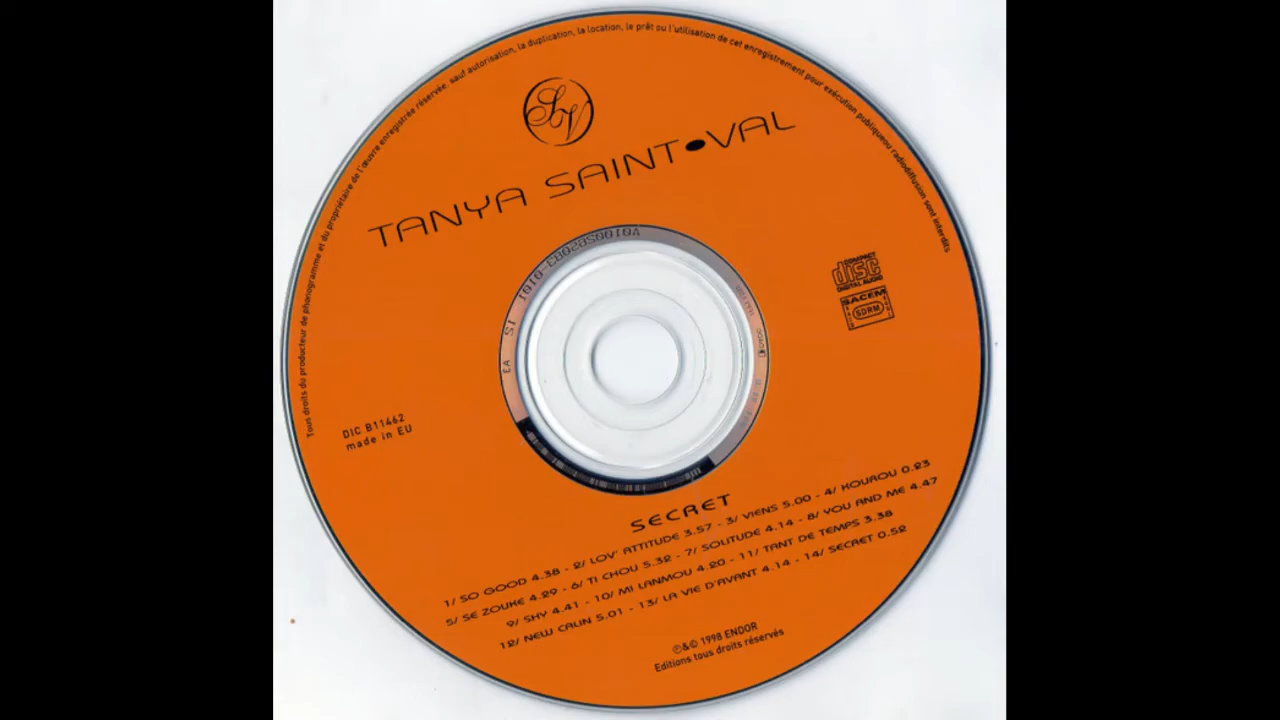 Tous droits du producteur de phonogramme et du propriétaire de l'œuvre enregistrée réservée. sauf autorisation, la duplication, la location, le prêt ou l'utilisation de cet enregistrement pour exécution publiqueou radiodiffusion sont interdits
SV
TANYA SAINT•VAL
COMPACT
disc
DIGITAL AUDIO
SACEM
SDRM
DIC B11462
made in EU
SECRET
1/ SO GOOD 4.38 - 2/ LOV' ATTITUDE 3.57 - 3/ VIENS 5.00 - 4/ KOUROU 0.23
5/ SE ZOUKE 4.29 - 6/ TI CHOU 5.32 - 7/ SOLITUDE 4.14 - 8/ YOU AND ME 4.47
9/ SHY 4.41 - 10/ MI LANMOU 4.20 - 11/ TANT DE TEMPS 3.38
12/ NEW CALIN 5.01 - 13/ LA VIE D'AVANT 4.14 - 14/ SECRET 0.52
℗&© 1998 ENDOR
Editions tous droits réservés